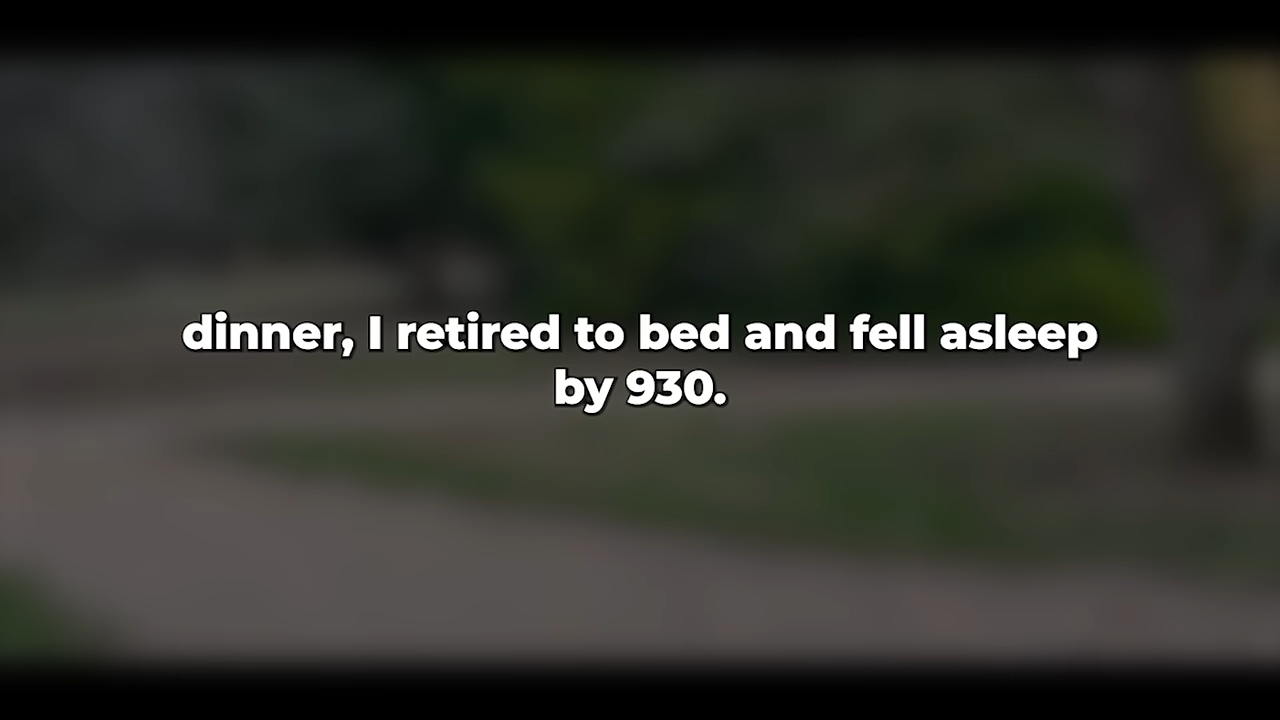 dinner, I retired to bed and fell asleep
by 930.